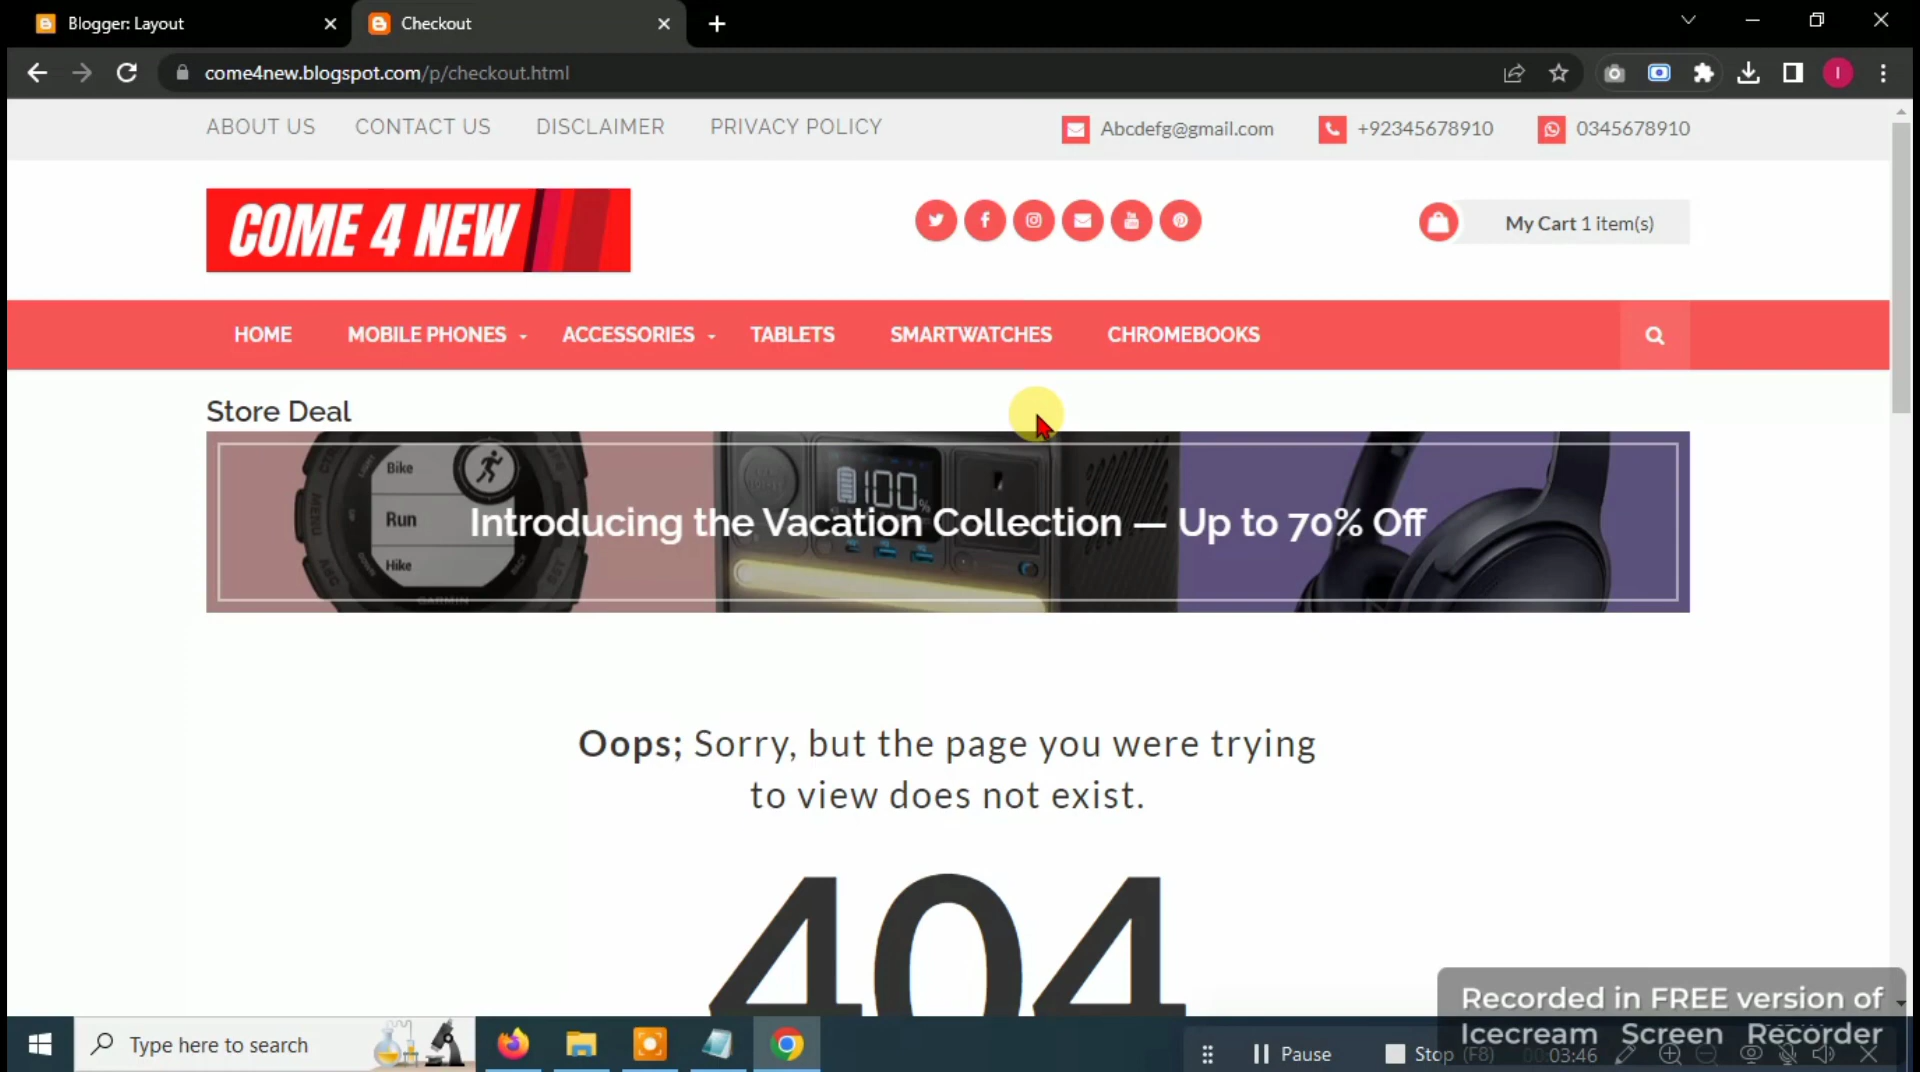 Blogger: Layout
Checkout
come4new.blogspot.com/p/checkout.html
I
ABOUT US CONTACT US DISCLAIMER PRIVACY POLICY
Abcdefg@gmail.com +92345678910 0345678910
COME 4 NEW
My Cart 1 item(s)
HOME MOBILE PHONES ACCESSORIES TABLETS SMARTWATCHES CHROMEBOOKS
Store Deal
Bike
Run
Hike
GARMIN
MENU
100%
Introducing the Vacation Collection — Up to 70% Off
Oops; Sorry, but the page you were trying
to view does not exist.
404
Recorded in FREE version of
Icecream Screen Recorder
Type here to search
Pause
Stop (F8)
00:03:46